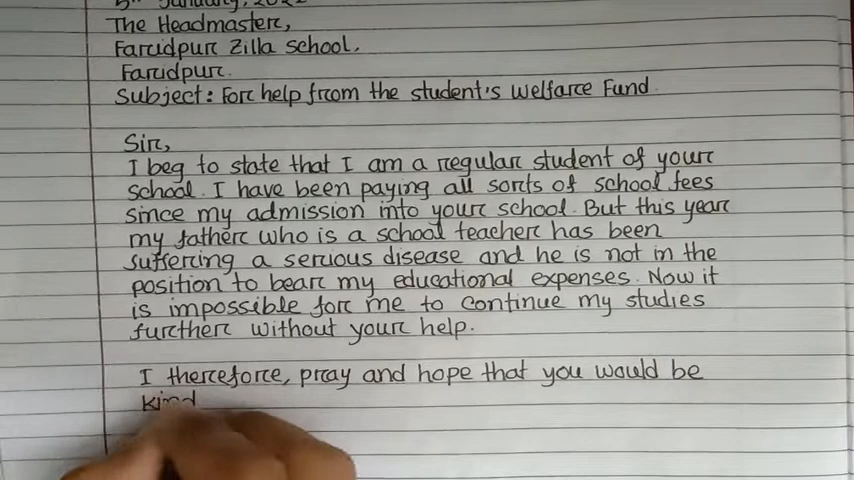 5th January, 202
The Headmaster,
Faridpur Zilla School.
Faridpur.
Subject: For help from the student's Welfare Fund.
Sir,
I beg to state that I am a regular student of your
school. I have been paying all sorts of school fees
since my admission into your school. But this year
my father who is a school teacher has been
suffering a serious disease and he is not in the
position to bear my educational expenses. Now it
is impossible for me to continue my studies
further without your help.
I therefore, pray and hope that you would be
kind